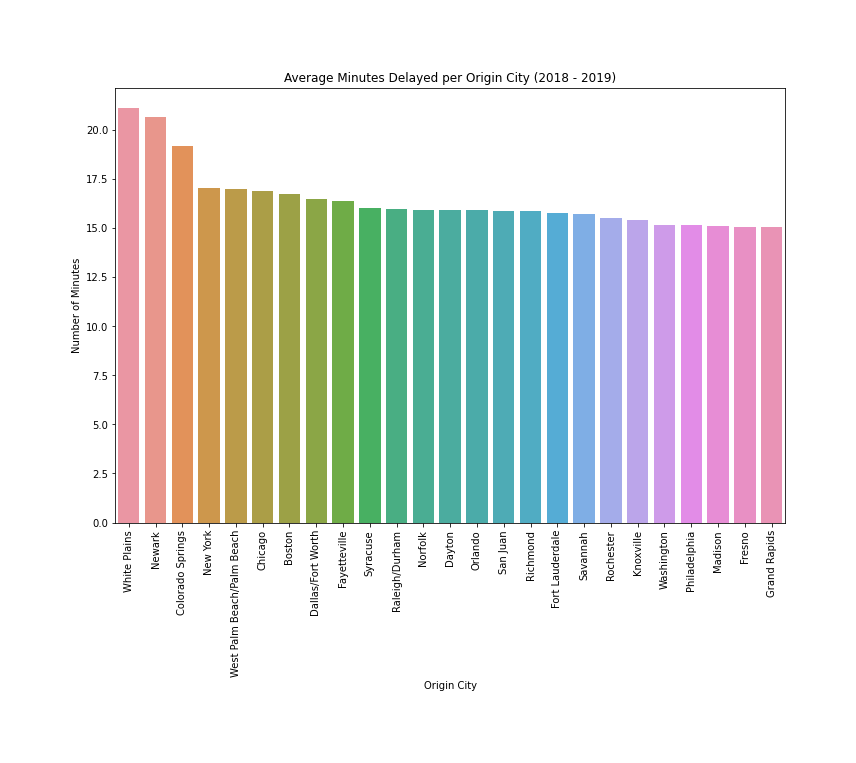 Average Minutes Delayed per Origin City (2018 - 2019)
Number of Minutes
20.0
17.5
15.0
12.5
10.0
7.5
5.0
2.5
0.0
White Plains
Newark
Colorado Springs
New York
West Palm Beach/Palm Beach
Chicago
Boston
Dallas/Fort Worth
Fayetteville
Syracuse
Raleigh/Durham
Norfolk
Dayton
Orlando
San Juan
Richmond
Fort Lauderdale
Savannah
Rochester
Knoxville
Washington
Philadelphia
Madison
Fresno
Grand Rapids
Origin City